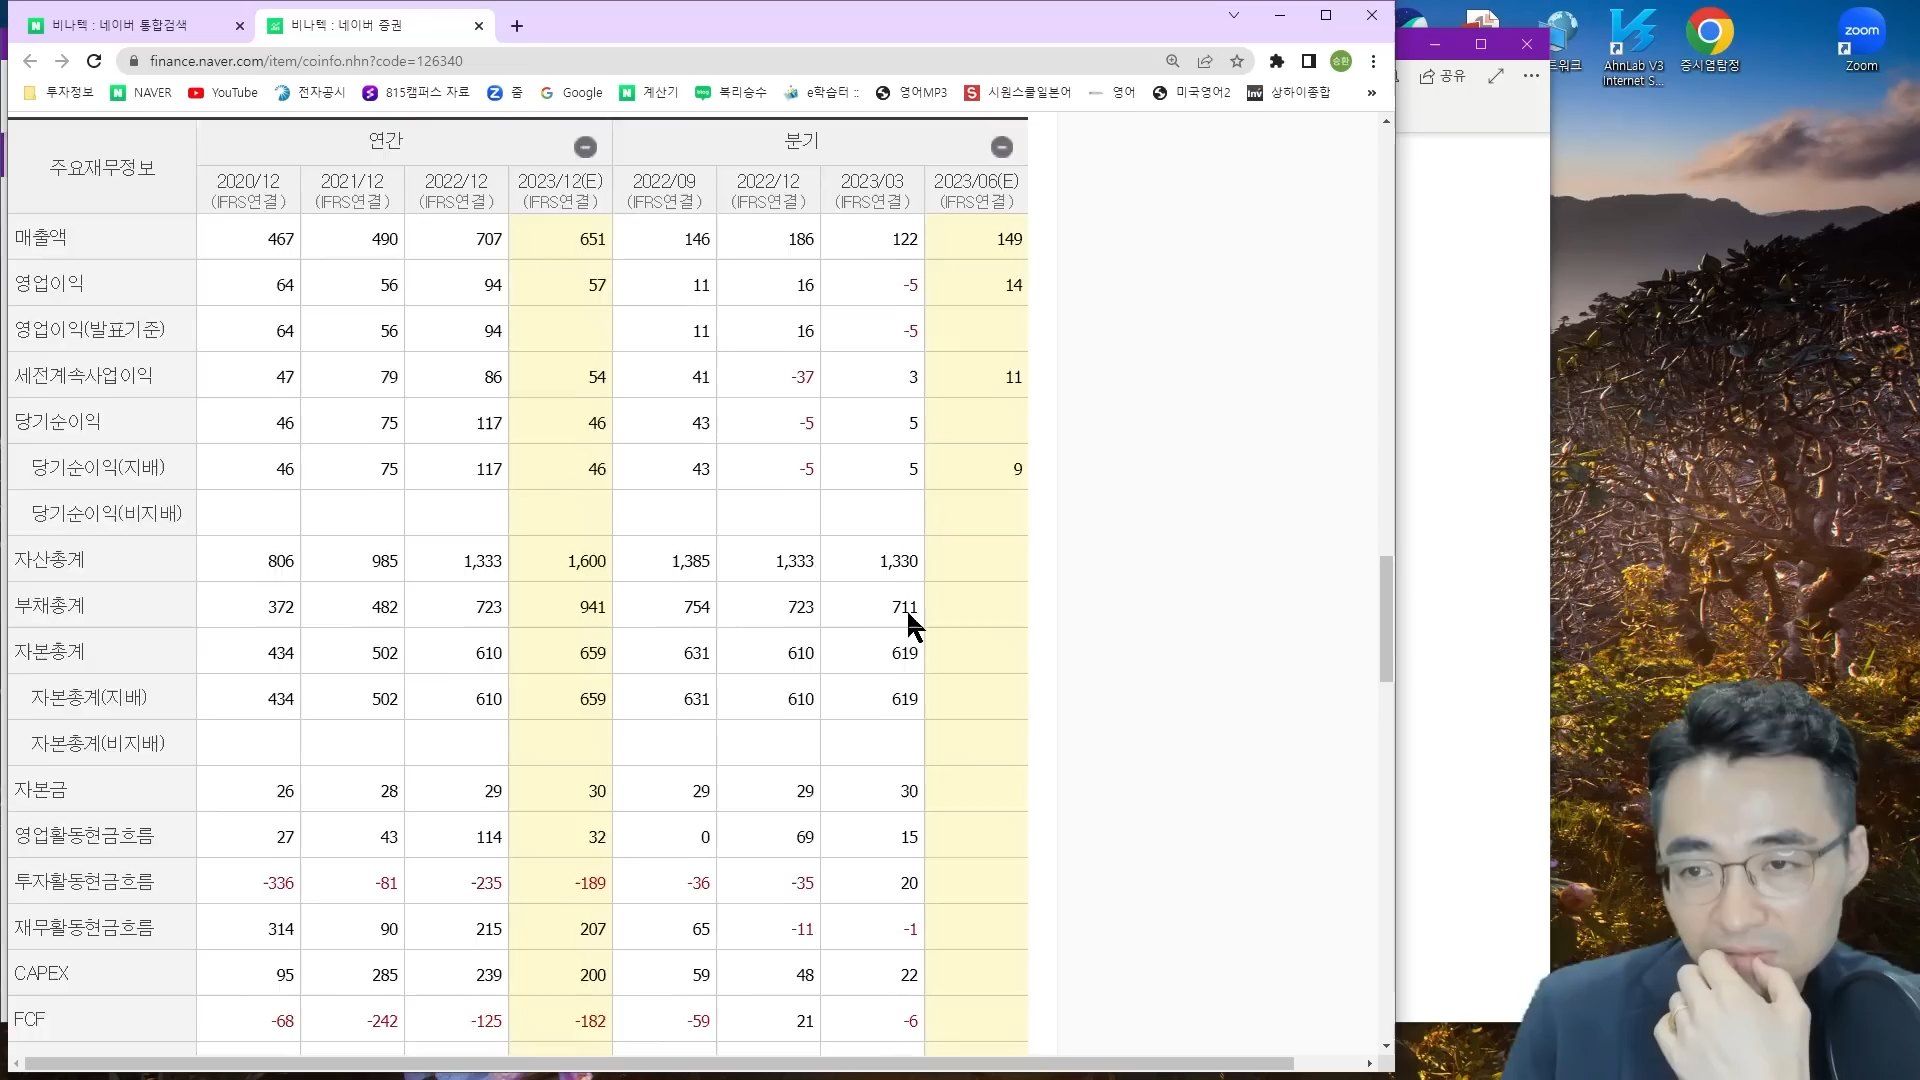 비나텍 : 네이버 통합검색
비나텍 : 네이버 증권
finance.naver.com/item/coinfo.nhn?code=126340
승환
투자정보 NAVER YouTube 전자공시 815캠퍼스 자료 줌 Google 계산기 복리송수 e학습터 :: 영어MP3 시원스쿨일본어 영어 미국영어2 상하이종합 »
주요재무정보 연간 분기
2020/12 2021/12 2022/12 2023/12(E) 2022/09 2022/12 2023/03 2023/06(E)
(IFRS연결) (IFRS연결) (IFRS연결) (IFRS연결) (IFRS연결) (IFRS연결) (IFRS연결) (IFRS연결)
매출액 467 490 707 651 146 186 122 149
영업이익 64 56 94 57 11 16 -5 14
영업이익(발표기준) 64 56 94 11 16 -5
세전계속사업이익 47 79 86 54 41 -37 3 11
당기순이익 46 75 117 46 43 -5 5
당기순이익(지배) 46 75 117 46 43 -5 5 9
당기순이익(비지배)
자산총계 806 985 1,333 1,600 1,385 1,333 1,330
부채총계 372 482 723 941 754 723 711
자본총계 434 502 610 659 631 610 619
자본총계(지배) 434 502 610 659 631 610 619
자본총계(비지배)
자본금 26 28 29 30 29 29 30
영업활동현금흐름 27 43 114 32 0 69 15
투자활동현금흐름 -336 -81 -235 -189 -36 -35 20
재무활동현금흐름 314 90 215 207 65 -11 -1
CAPEX 95 285 239 200 59 48 22
FCF -68 -242 -125 -182 -59 21 -6
공유
트워크
AhnLab V3
Internet S...
증시염탐정
zoom
Zoom